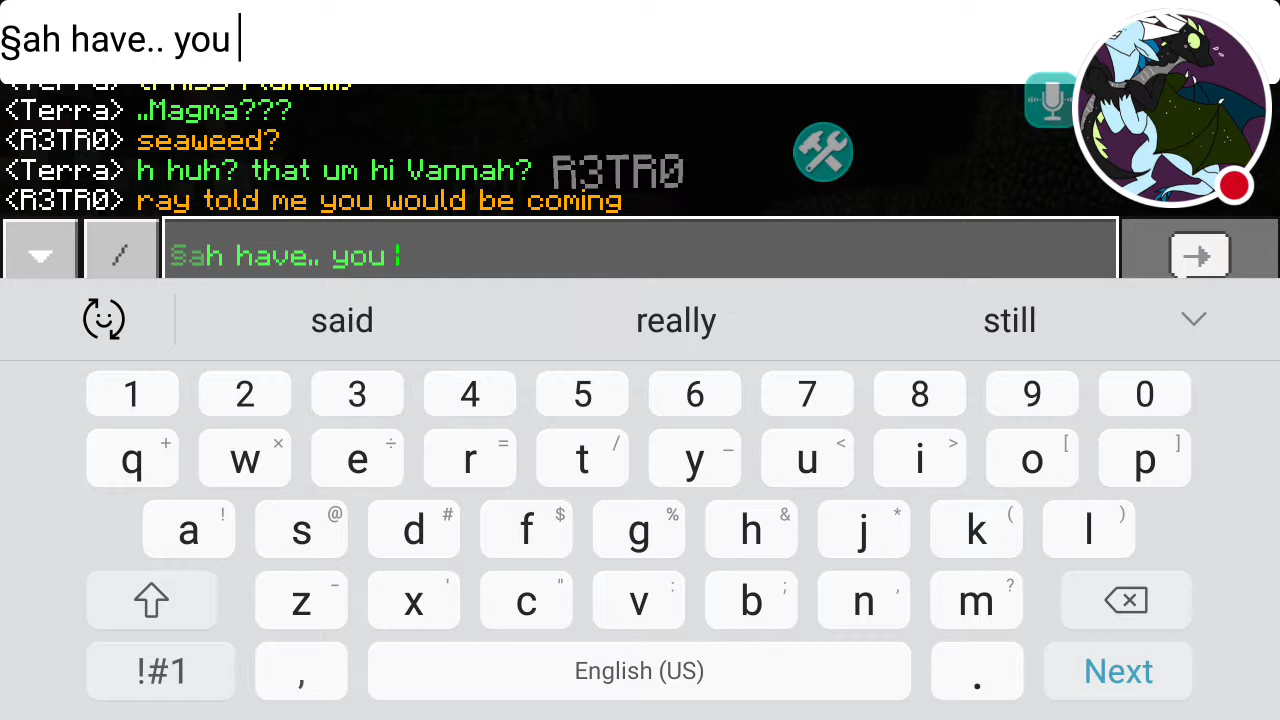 §ah have.. you
<Terra> ..Magma???
<R3TR0> seaweed?
<Terra> h huh? that um hi Vannah?
R3TR0
<R3TR0> ray told me you would be coming
/ §ah have.. you
said really still
1 2 3 4 5 6 7 8 9 0
q + w × e ÷ r = t / y _ u < i > o [ p ]
a ! s @ d # f $ g % h & j * k ( l )
z - x ' c " v : b ; n , m ?
!#1 , English (US) . Next